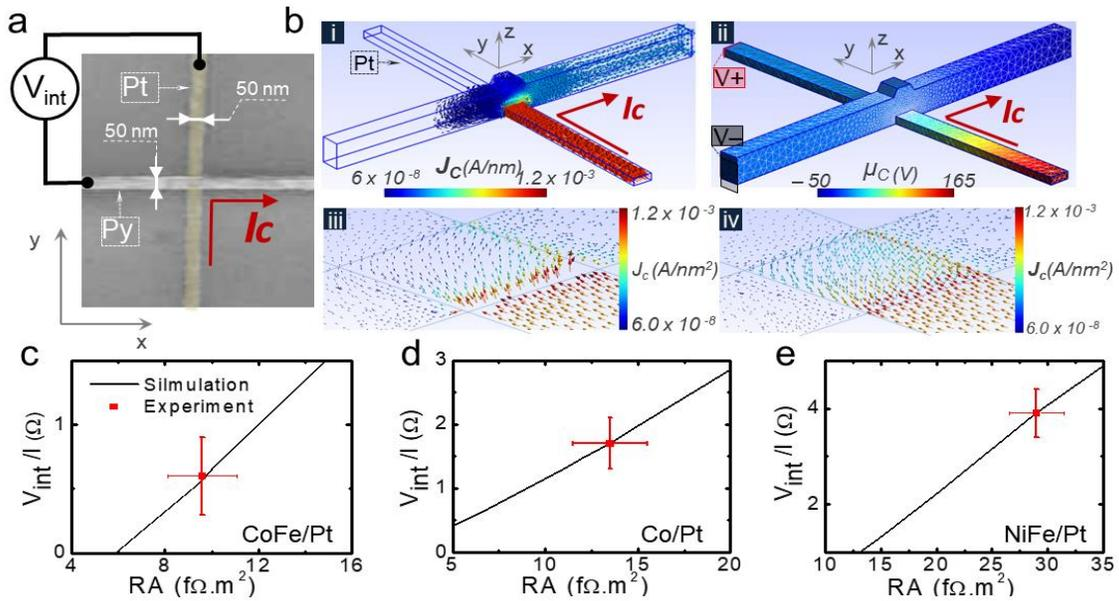 a
V_int
Pt
50 nm
50 nm
Py
Ic
y
x
b
i
Pt
y z x
Ic
J_C (A/nm)
6 x 10^-8 1.2 x 10^-3
ii
V+
y z x
Ic
V–
μ_C (V)
– 50 165
iii
1.2 x 10^-3
J_c (A/nm^2)
6.0 x 10^-8
iv
1.2 x 10^-3
J_c (A/nm^2)
6.0 x 10^-8
c
V_int /I (Ω)
1
0
Silmulation
Experiment
CoFe/Pt
4 8 12 16
RA (fΩ.m^2)
d
V_int /I (Ω)
3
2
1
0
Co/Pt
5 10 15 20
RA (fΩ.m^2)
e
V_int /I (Ω)
4
2
NiFe/Pt
10 15 20 25 30 35
RA (fΩ.m^2)